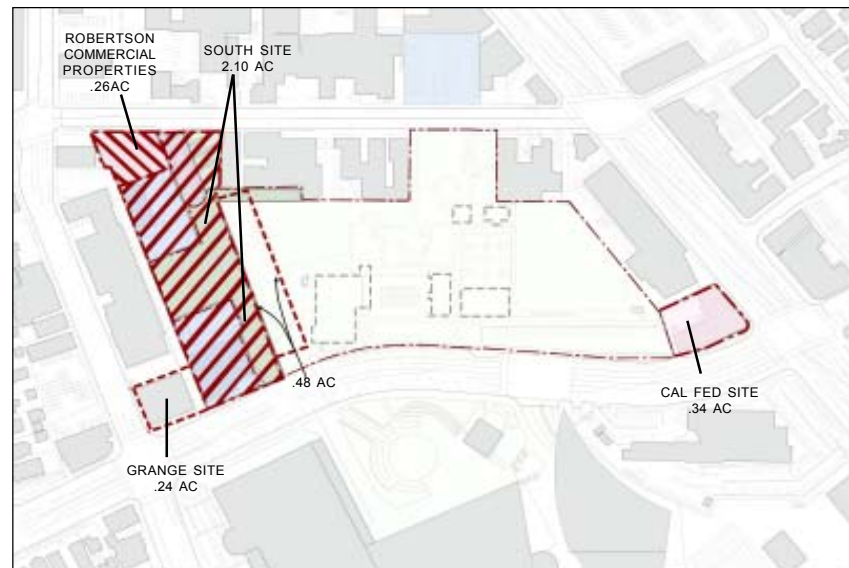 ROBERTSON
COMMERCIAL
PROPERTIES
.26AC
SOUTH SITE
2.10 AC
.48 AC
CAL FED SITE
.34 AC
GRANGE SITE
.24 AC